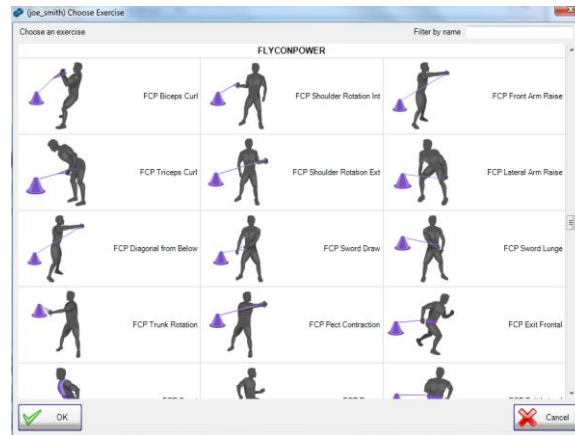 (joe_smith) Choose Exercise
Choose an exercise
Filter by name
FLYCONPOWER
FCP Biceps Curl
FCP Shoulder Rotation Int
FCP Front Arm Raise
FCP Triceps Curl
FCP Shoulder Rotation Ext
FCP Lateral Arm Raise
FCP Diagonal from Below
FCP Sword Draw
FCP Sword Lunge
FCP Trunk Rotation
FCP Pect Contraction
FCP Exit Frontal
OK
Cancel